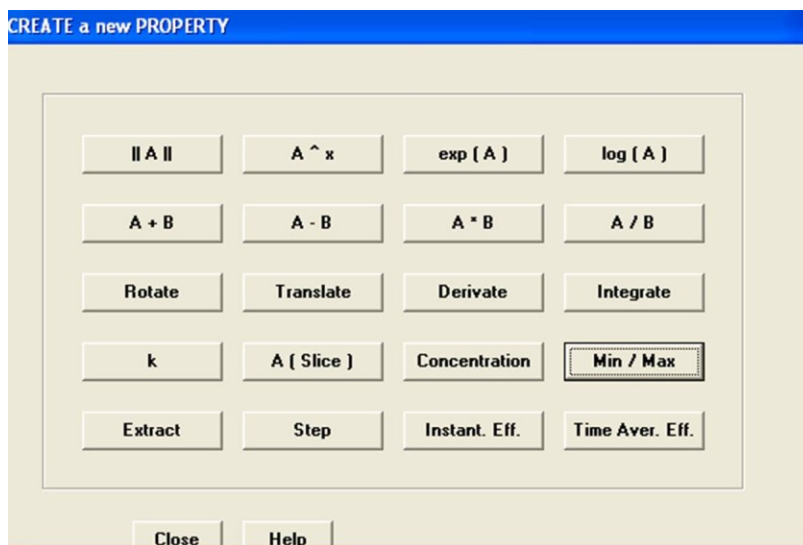 CREATE a new PROPERTY
|| A || A ^ x exp ( A ) log ( A )
A + B A - B A * B A / B
Rotate Translate Derivate Integrate
k A ( Slice ) Concentration Min / Max
Extract Step Instant. Eff. Time Aver. Eff.
Close Help